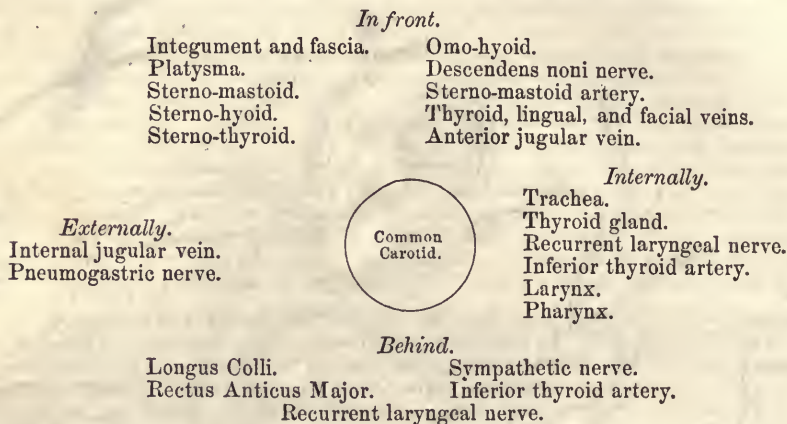 In front.
Integument and fascia. Omo-hyoid.
Platysma. Descendens noni nerve.
Sterno-mastoid. Sterno-mastoid artery.
Sterno-hyoid. Thyroid, lingual, and facial veins.
Sterno-thyroid. Anterior jugular vein.
Externally.
Internal jugular vein.
Pneumogastric nerve.
Common
Carotid.
Internally.
Trachea.
Thyroid gland.
Recurrent laryngeal nerve.
Inferior thyroid artery.
Larynx.
Pharynx.
Behind.
Longus Colli. Sympathetic nerve.
Rectus Anticus Major. Inferior thyroid artery.
Recurrent laryngeal nerve.